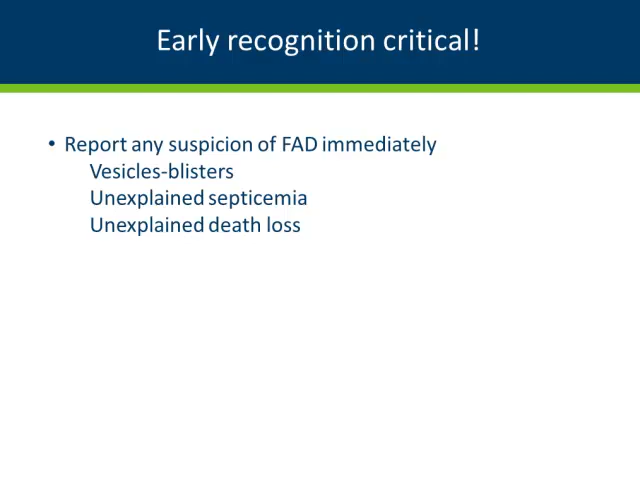 Early recognition critical!
• Report any suspicion of FAD immediately
Vesicles-blisters
Unexplained septicemia
Unexplained death loss